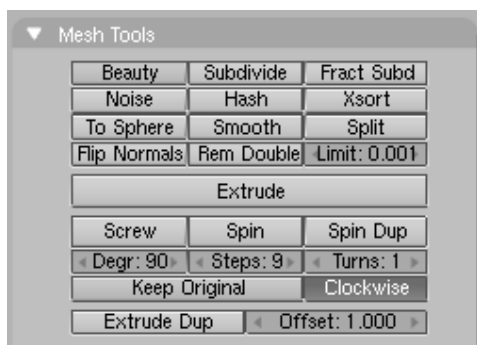 Mesh Tools
Beauty Subdivide Fract Subd
Noise Hash Xsort
To Sphere Smooth Split
Flip Normals Rem Double Limit: 0.001
Extrude
Screw Spin Spin Dup
Degr: 90 Steps: 9 Turns: 1
Keep Original Clockwise
Extrude Dup Offset: 1.000